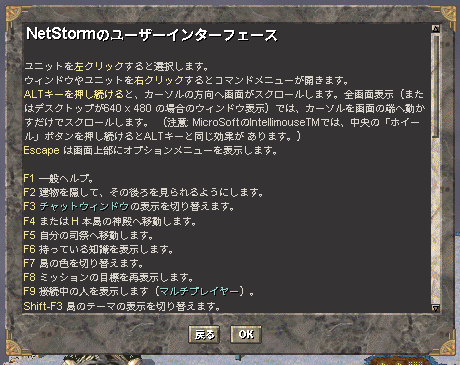 NetStormのユーザーインターフェース
ユニットを左クリックすると選択します。
ウィンドウやユニットを右クリックするとコマンドメニューが開きます。
ALTキーを押し続けると、カーソルの方向へ画面がスクロールします。全画面表示（また
はデスクトップが640 x 480 の場合のウィンドウ表示）では、カーソルを画面の端へ動か
すだけでスクロールします。 （注意: MicroSoftのIntellimouseTMでは、中央の「ホイー
ル」ボタンを押し続けるとALTキーと同じ効果が あります。）
Escape は画面上部にオプションメニューを表示します。
F1 一般ヘルプ。
F2 建物を隠して、その後ろを見られるようにします。
F3 チャットウィンドウの表示を切り替えます。
F4 または H 本島の神殿へ移動します。
F5 自分の司祭へ移動します。
F6 持っている知識を表示します。
F7 島の色を切り替えます。
F8 ミッションの目標を再表示します。
F9 接続中の人を表示します（マルチプレイヤー）。
Shift-F3 島のテーマの表示を切り替えます。
戻る OK